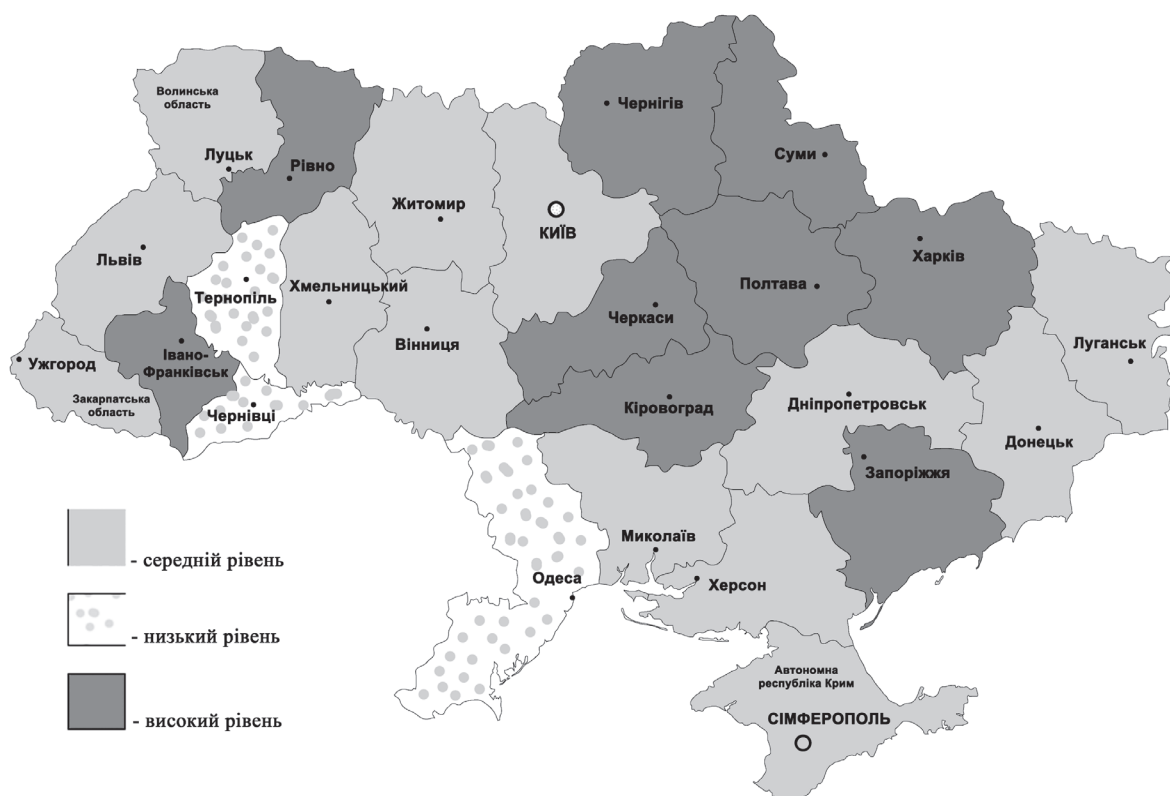 Волинська
область
Луцьк
Рівно
Чернігів
Суми
Житомир
КИЇВ
Львів
Тернопіль
Хмельницький
Харків
Полтава
Черкаси
Вінниця
Луганськ
Ужгород
Івано-
Франківськ
Закарпатська
область
Чернівці
Кіровоград
Дніпропетровськ
Донецьк
Запоріжжя
Миколаїв
Одеса
Херсон
Автономна
республіка Крим
СІМФЕРОПОЛЬ
- середній рівень
- низький рівень
- високий рівень